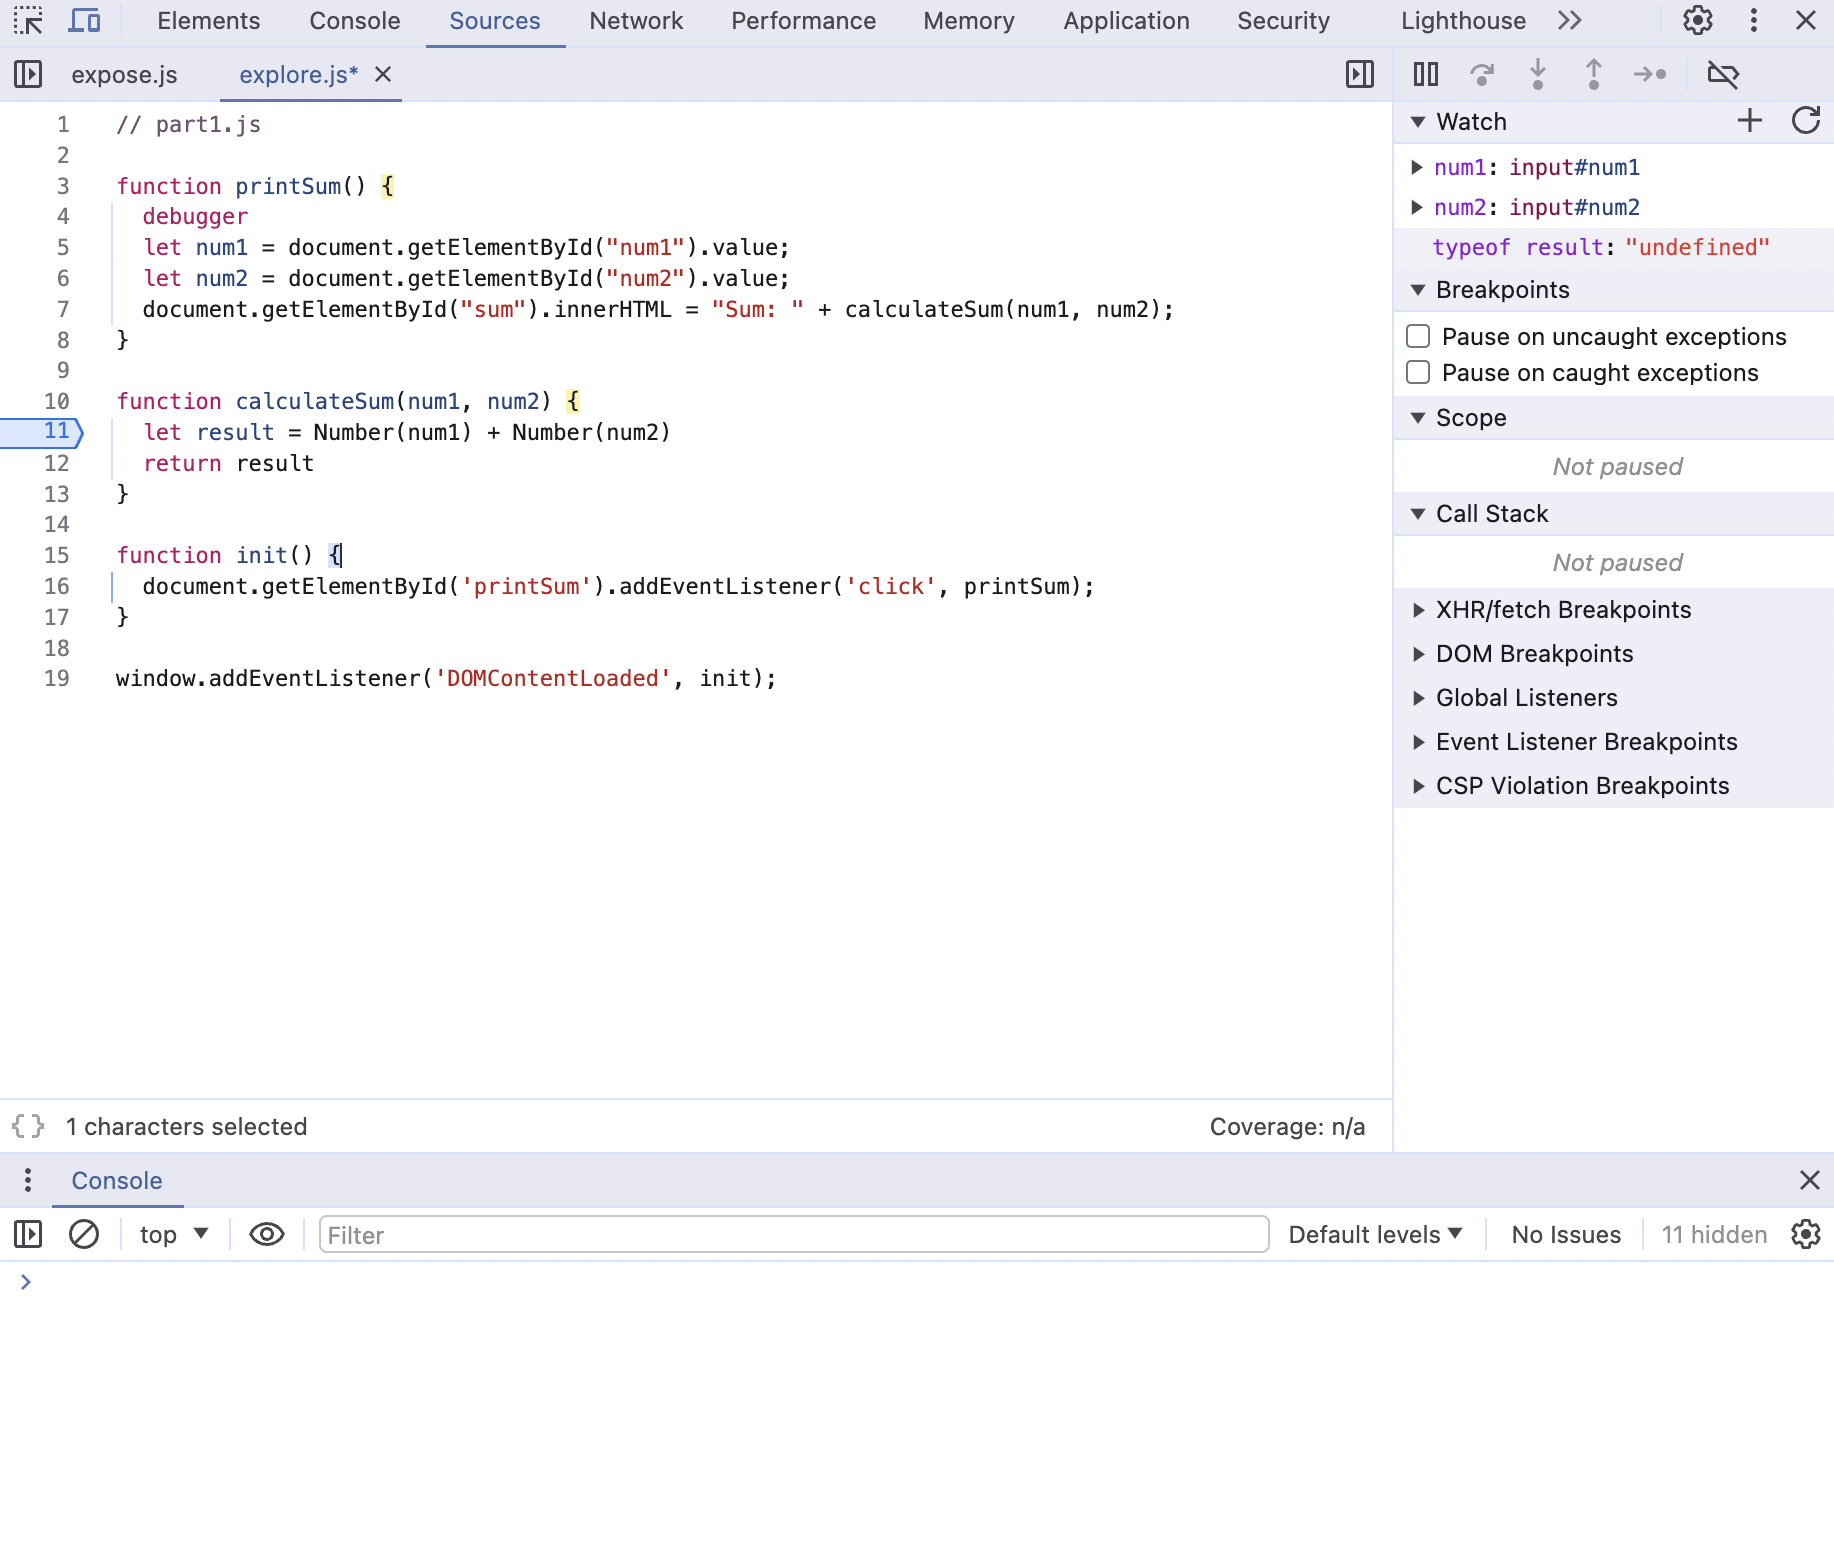 Elements Console Sources Network Performance Memory Application Security Lighthouse
expose.js explore.js*
1 // part1.js
2
3 function printSum() {
4 debugger
5 let num1 = document.getElementById("num1").value;
6 let num2 = document.getElementById("num2").value;
7 document.getElementById("sum").innerHTML = "Sum: " + calculateSum(num1, num2);
8 }
9
10 function calculateSum(num1, num2) {
11 let result = Number(num1) + Number(num2)
12 return result
13 }
14
15 function init() {
16 document.getElementById('printSum').addEventListener('click', printSum);
17 }
18
19 window.addEventListener('DOMContentLoaded', init);
{ } 1 characters selected Coverage: n/a
Watch
num1: input#num1
num2: input#num2
typeof result: "undefined"
Breakpoints
Pause on uncaught exceptions
Pause on caught exceptions
Scope
Not paused
Call Stack
Not paused
XHR/fetch Breakpoints
DOM Breakpoints
Global Listeners
Event Listener Breakpoints
CSP Violation Breakpoints
Console
top Filter Default levels No Issues 11 hidden